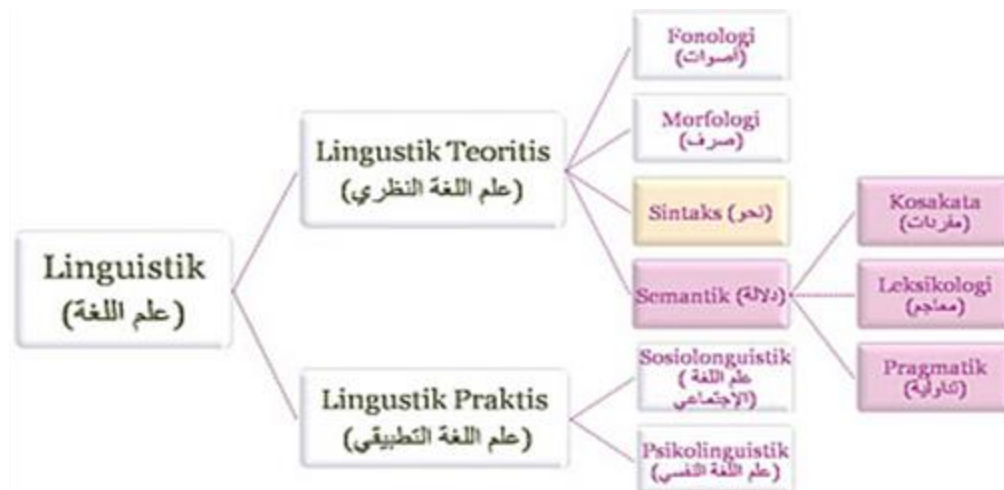 Linguistik
(علم اللغة)
Lingustik Teoritis
(علم اللغة النظري)
Fonologi
(أصوات)
Morfologi
(صرف)
Sintaks (نحو)
Semantik (دلالة)
Kosakata
(مفردات)
Leksikologi
(معاجم)
Pragmatik
(تداولية)
Lingustik Praktis
(علم اللغة التطبيقي)
Sosiolonguistik
علم اللغة )
(الإجتماعي
Psikolinguistik
(علم اللغة النفسي)